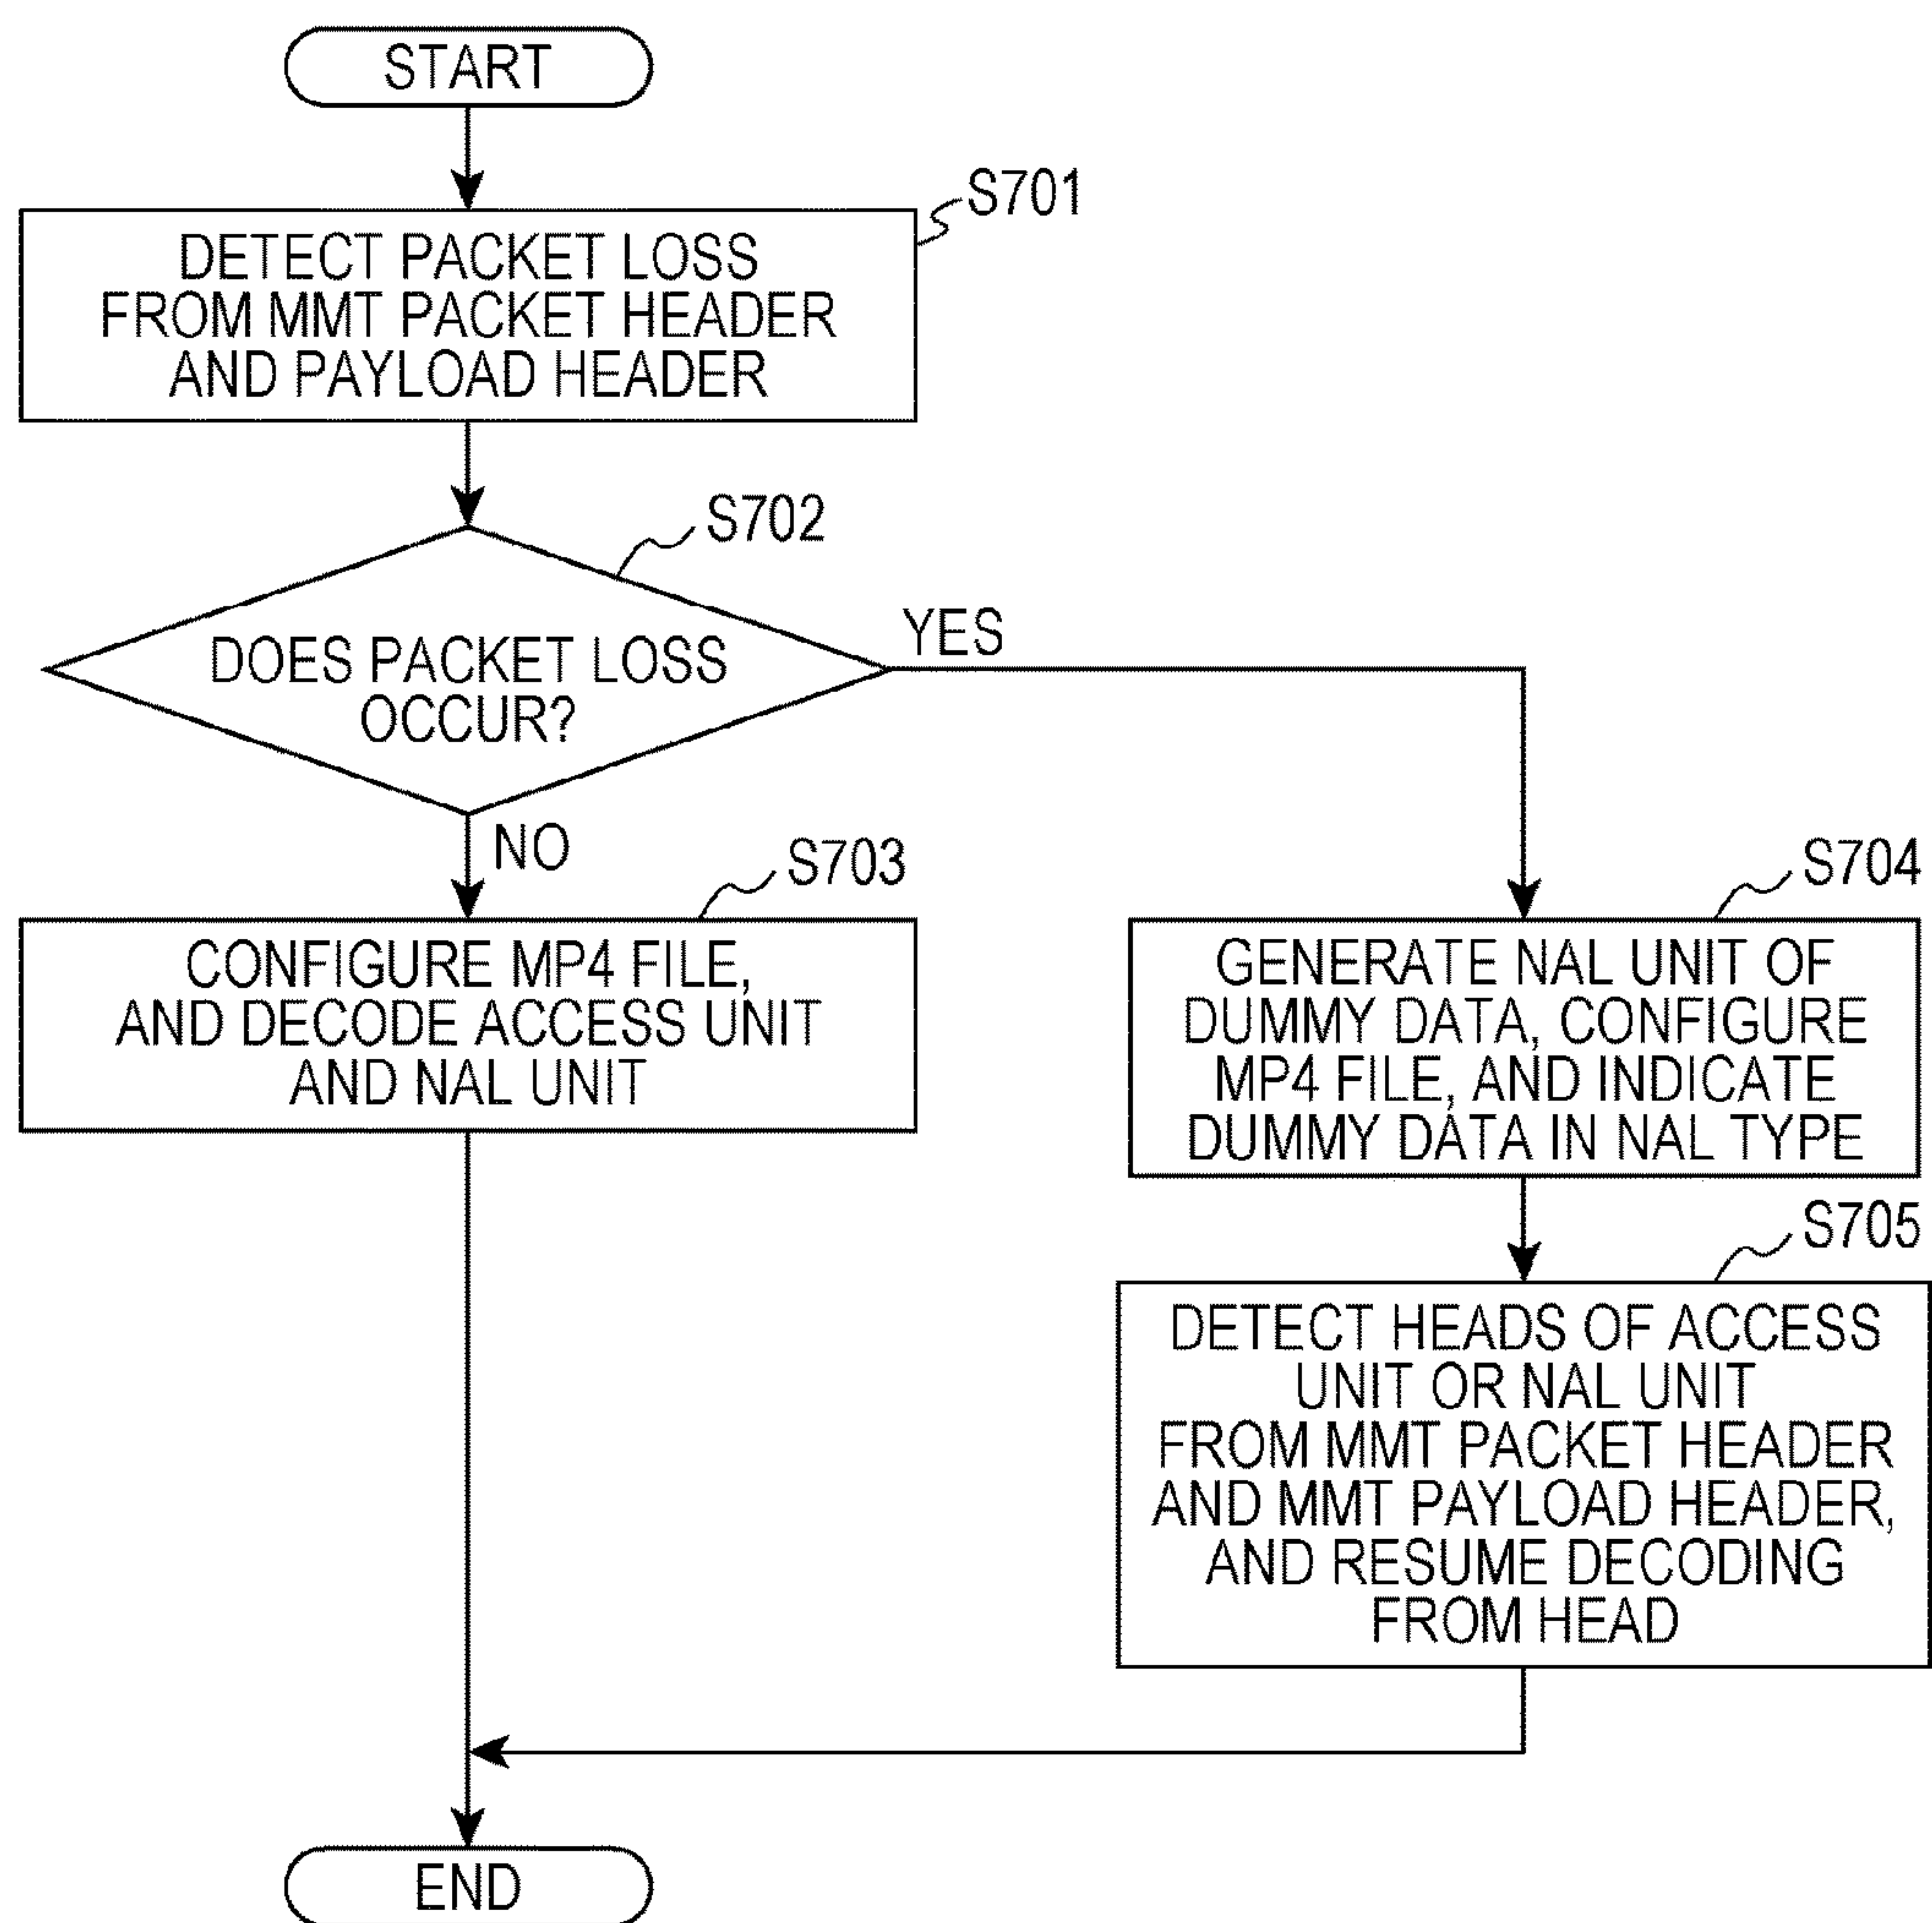 START
S701
DETECT PACKET LOSS
FROM MMT PACKET HEADER
AND PAYLOAD HEADER
S702
DOES PACKET LOSS
OCCUR?
YES
NO
S703
CONFIGURE MP4 FILE,
AND DECODE ACCESS UNIT
AND NAL UNIT
S704
GENERATE NAL UNIT OF
DUMMY DATA, CONFIGURE
MP4 FILE, AND INDICATE
DUMMY DATA IN NAL TYPE
S705
DETECT HEADS OF ACCESS
UNIT OR NAL UNIT
FROM MMT PACKET HEADER
AND MMT PAYLOAD HEADER,
AND RESUME DECODING
FROM HEAD
END